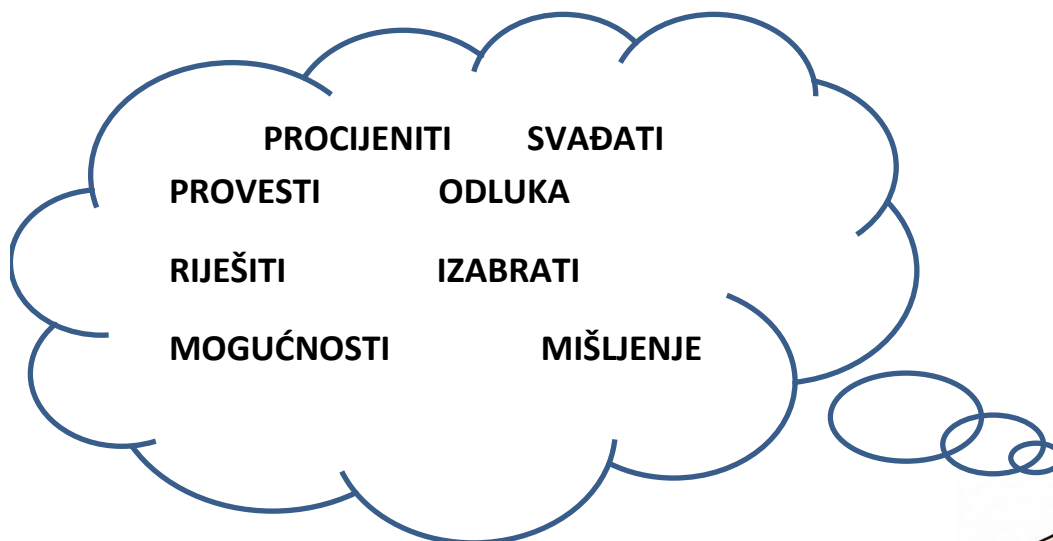 PROCIJENITI SVAĐATI
PROVESTI ODLUKA
RIJEŠITI IZABRATI
MOGUĆNOSTI MIŠLJENJE